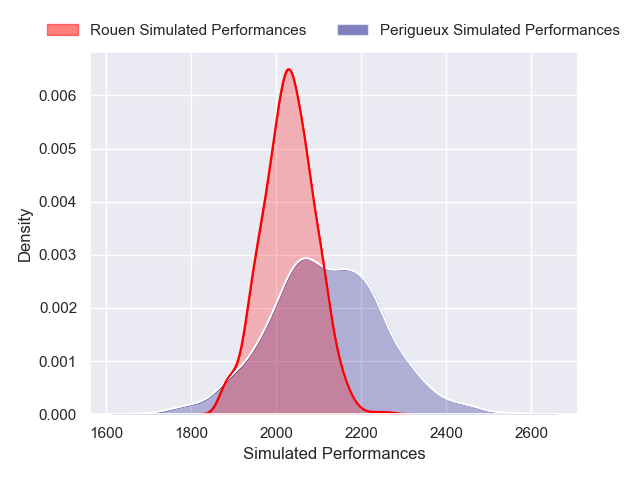 Rouen Simulated Performances Perigueux Simulated Performances
0.006
0.005
0.004
0.003
0.002
0.001
0.000
Density
1600 1800 2000 2200 2400 2600
Simulated Performances